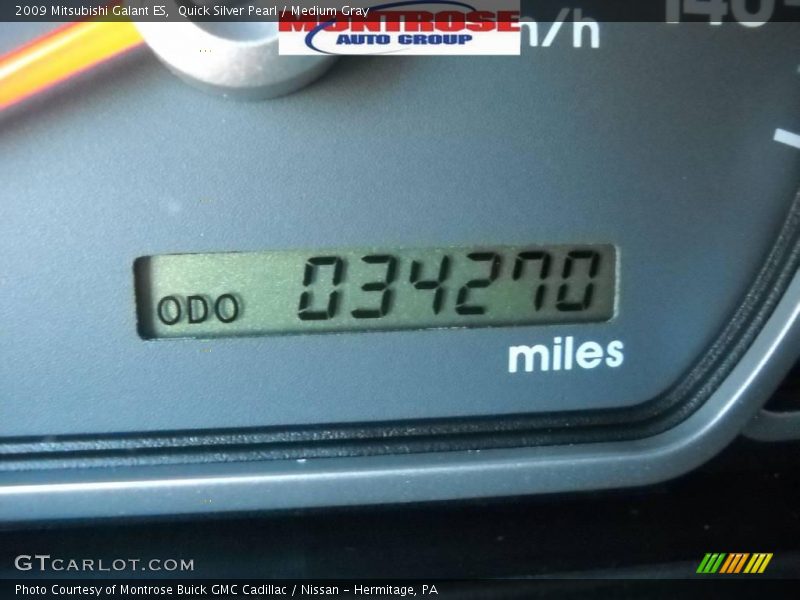 2009 Mitsubishi Galant ES, Quick Silver Pearl / Medium Gray
MONTROSE
AUTO GROUP
m/h
140
ODO 034270
miles
GTCARLOT.COM
Photo Courtesy of Montrose Buick GMC Cadillac / Nissan - Hermitage, PA